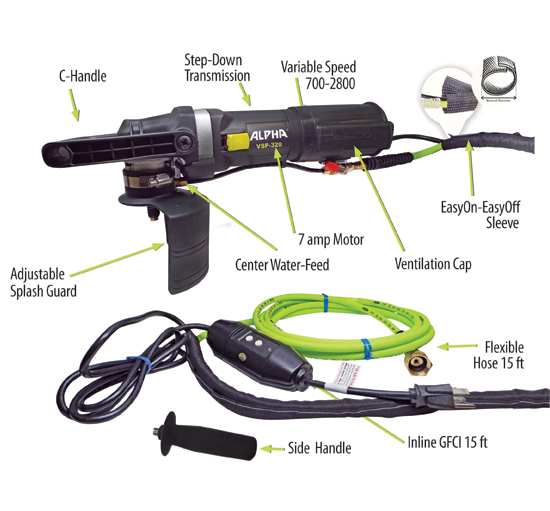 Step-Down
Transmission
Variable Speed
700-2800
C-Handle
ALPHA
VSP-320
EasyOn-EasyOff
Sleeve
7 amp Motor
Center Water-Feed
Ventilation Cap
Adjustable
Splash Guard
Flexible
Hose 15 ft
Inline GFCI 15 ft
Side Handle